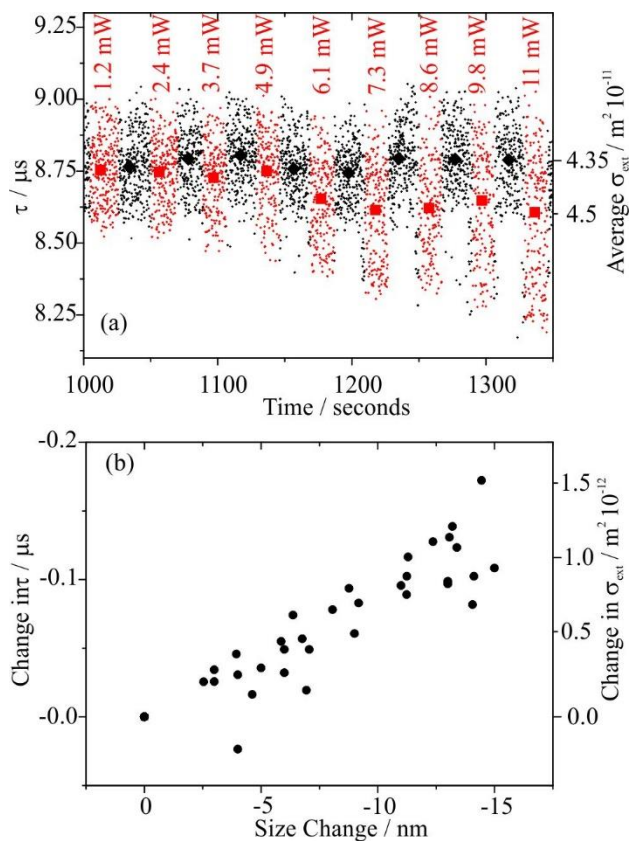 9.25
9.00
8.75
8.50
8.25
τ / μs
1.2 mW
2.4 mW
3.7 mW
4.9 mW
6.1 mW
7.3 mW
8.6 mW
9.8 mW
11 mW
4.35
4.5
Average σext / m² 10⁻¹¹
(a)
1000 1100 1200 1300
Time / seconds
(b)
-0.2
-0.1
-0.0
Change inτ / μs
1.5
1.0
0.5
0.0
Change in σext / m² 10⁻¹²
0 -5 -10 -15
Size Change / nm